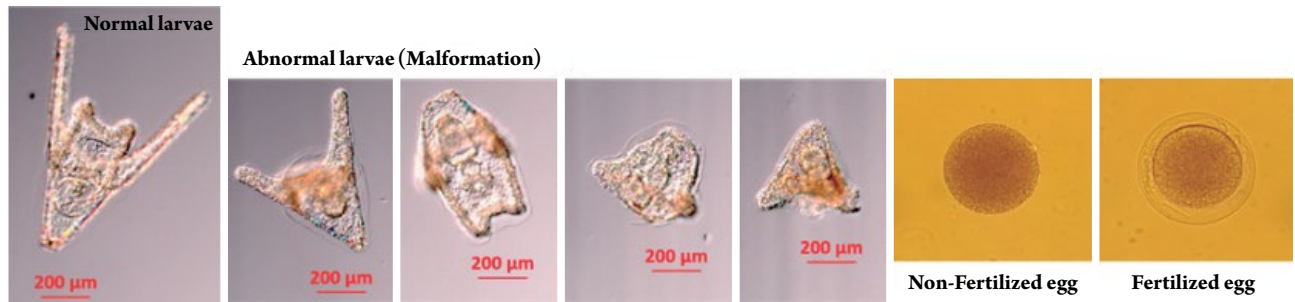 Normal larvae
Abnormal larvae (Malformation)
200 µm
200 µm
200 µm
200 µm
200 µm
Non-Fertilized egg
Fertilized egg